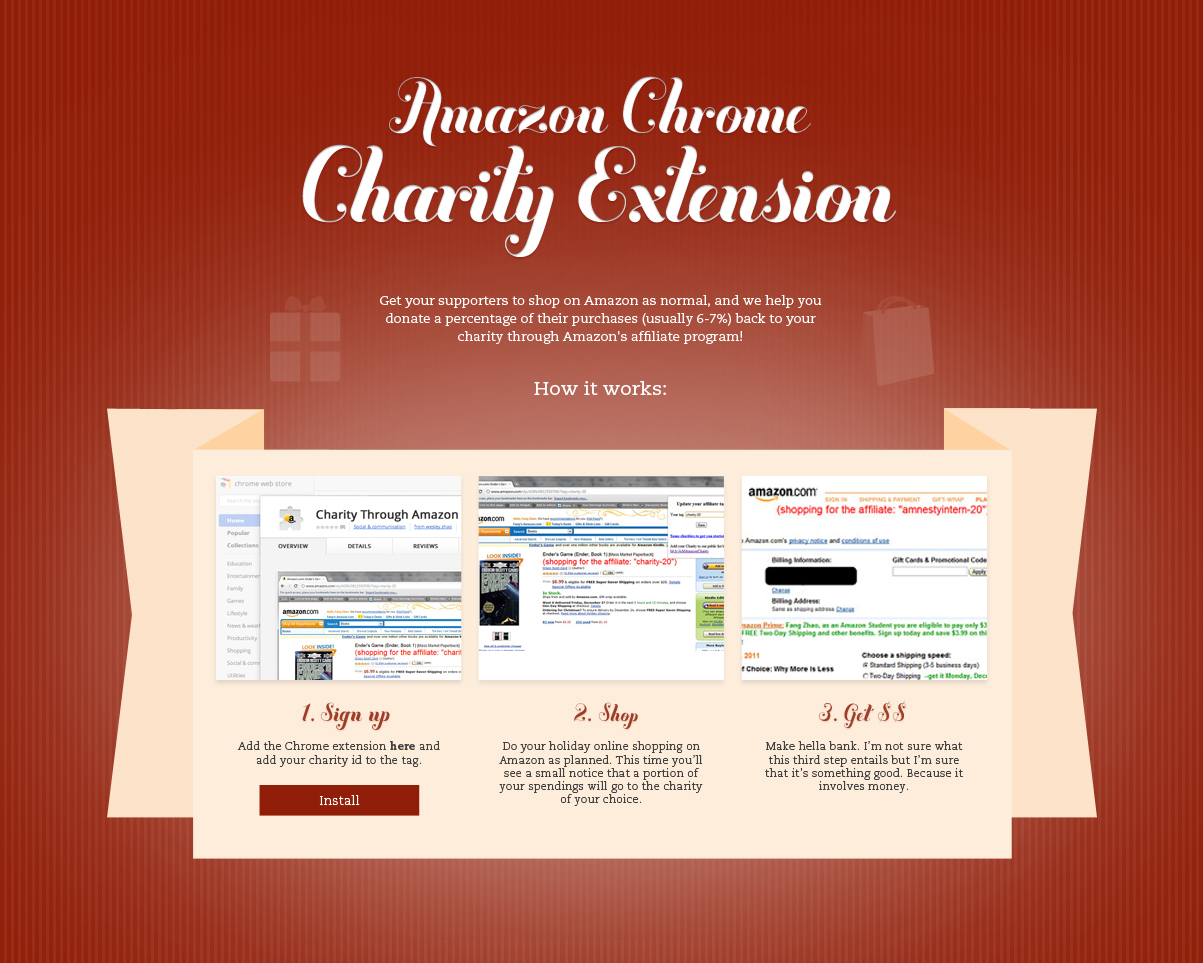 Amazon Chrome
Charity Extension
Get your supporters to shop on Amazon as normal, and we help you
donate a percentage of their purchases (usually 6-7%) back to your
charity through Amazon's affiliate program!
How it works:
chrome web store
Charity Through Amazon
Social & communication
from wesley zhao
OVERVIEW DETAILS REVIEWS
Home
Popular
Collections
Education
Entertainmen
Family
Games
Lifestyle
News & weat
Productivity
Shopping
Social & com
Utilities
amazon.com
LOOK INSIDE!
Ender's Game (Ender, Book 1)
(shopping for the affiliate: "charit
Update your affiliate ta
LOOK INSIDE!
Ender's Game (Ender, Book 1) [Mass Market Paperback]
(shopping for the affiliate: "charity-20")
In Stock.
amazon.com
SIGN IN SHIPPING & PAYMENT GIFT-WRAP PLA
(shopping for the affiliate: "amnestyintern-20"
o Amazon.com's privacy notice and conditions of use
Billing Information:
Gift Cards & Promotional Code
Apply
Change
Billing Address:
Same as shipping address Change
mazon Prime: Fang Zhao, as an Amazon Student you are eligible to pay only $3
FREE Two-Day Shipping and other benefits. Sign up today and save $3.99 on thi
2011
Choose a shipping speed:
f Choice: Why More Is Less
Standard Shipping (3-5 business days)
Two-Day Shipping --get it Monday, Dece
1. Sign up
Add the Chrome extension here and
add your charity id to the tag.
Install
2. Shop
Do your holiday online shopping on
Amazon as planned. This time you'll
see a small notice that a portion of
your spendings will go to the charity
of your choice.
3. Get $$
Make hella bank. I'm not sure what
this third step entails but I'm sure
that it's something good. Because it
involves money.